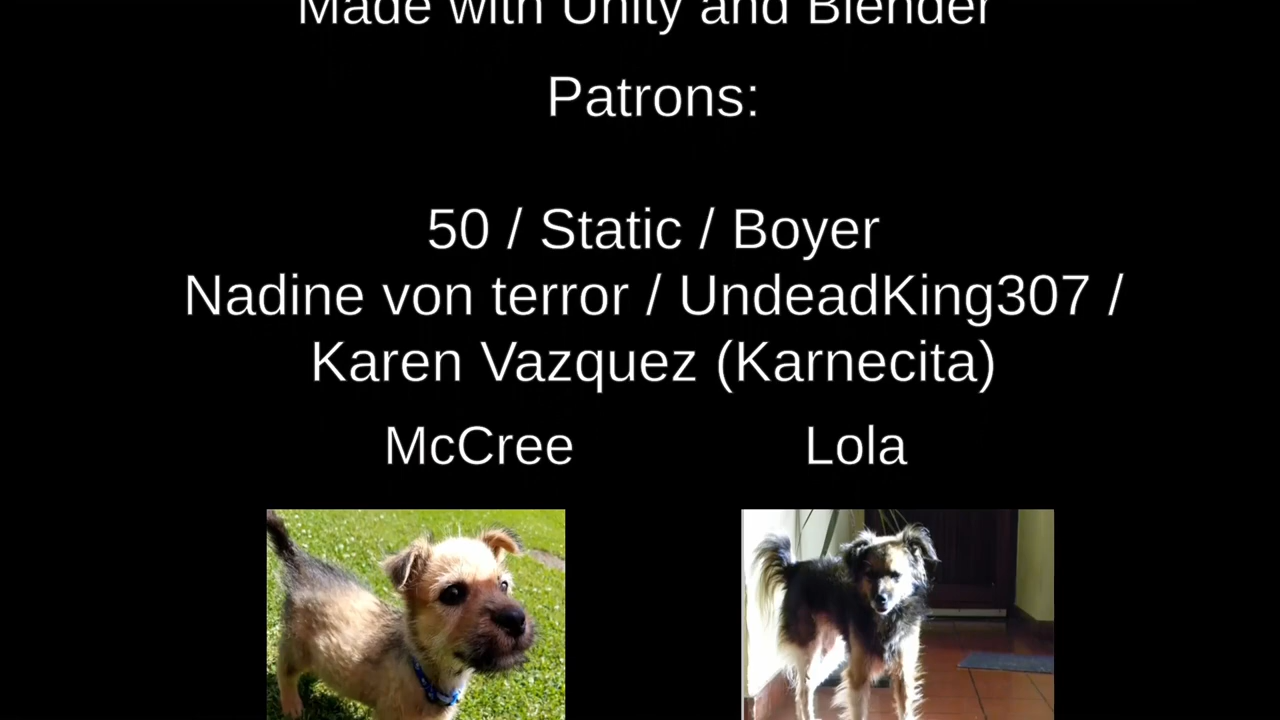 Made with Unity and Blender
Patrons:
50 / Static / Boyer
Nadine von terror / UndeadKing307 /
Karen Vazquez (Karnecita)
McCree Lola